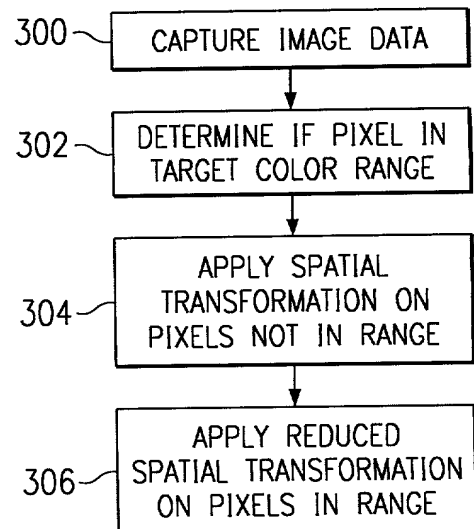 300
CAPTURE IMAGE DATA
302
DETERMINE IF PIXEL IN
TARGET COLOR RANGE
304
APPLY SPATIAL
TRANSFORMATION ON
PIXELS NOT IN RANGE
306
APPLY REDUCED
SPATIAL TRANSFORMATION
ON PIXELS IN RANGE